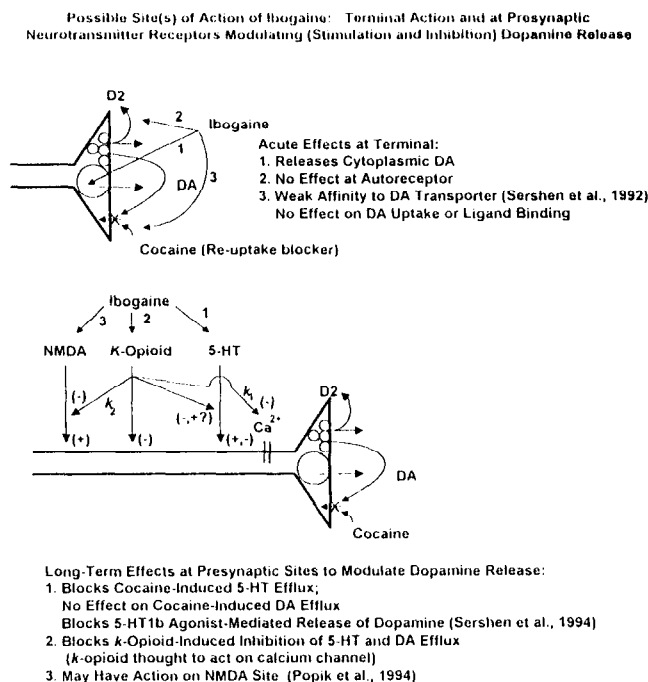 Possible Site(s) of Action of Ibogaine: Terminal Action and at Presynaptic
Neurotransmitter Receptors Modulating (Stimulation and Inhibition) Dopamine Release
D2
2
Ibogaine
1
3
DA
Acute Effects at Terminal:
1. Releases Cytoplasmic DA
2. No Effect at Autoreceptor
3. Weak Affinity to DA Transporter (Sershen et al., 1992)
No Effect on DA Uptake or Ligand Binding
X
Cocaine (Re-uptake blocker)
Ibogaine
3 2 1
NMDA K-Opioid 5-HT
(-) k2 (-,+?) k1 (-)
Ca2+
(+) (-) (+,-)
D2
DA
X
Cocaine
Long-Term Effects at Presynaptic Sites to Modulate Dopamine Release:
1. Blocks Cocaine-Induced 5-HT Efflux;
No Effect on Cocaine-Induced DA Efflux
Blocks 5-HT1b Agonist-Mediated Release of Dopamine (Sershen et al., 1994)
2. Blocks k-Opioid-Induced Inhibition of 5-HT and DA Efflux
(k-opioid thought to act on calcium channel)
3. May Have Action on NMDA Site (Popik et al., 1994)